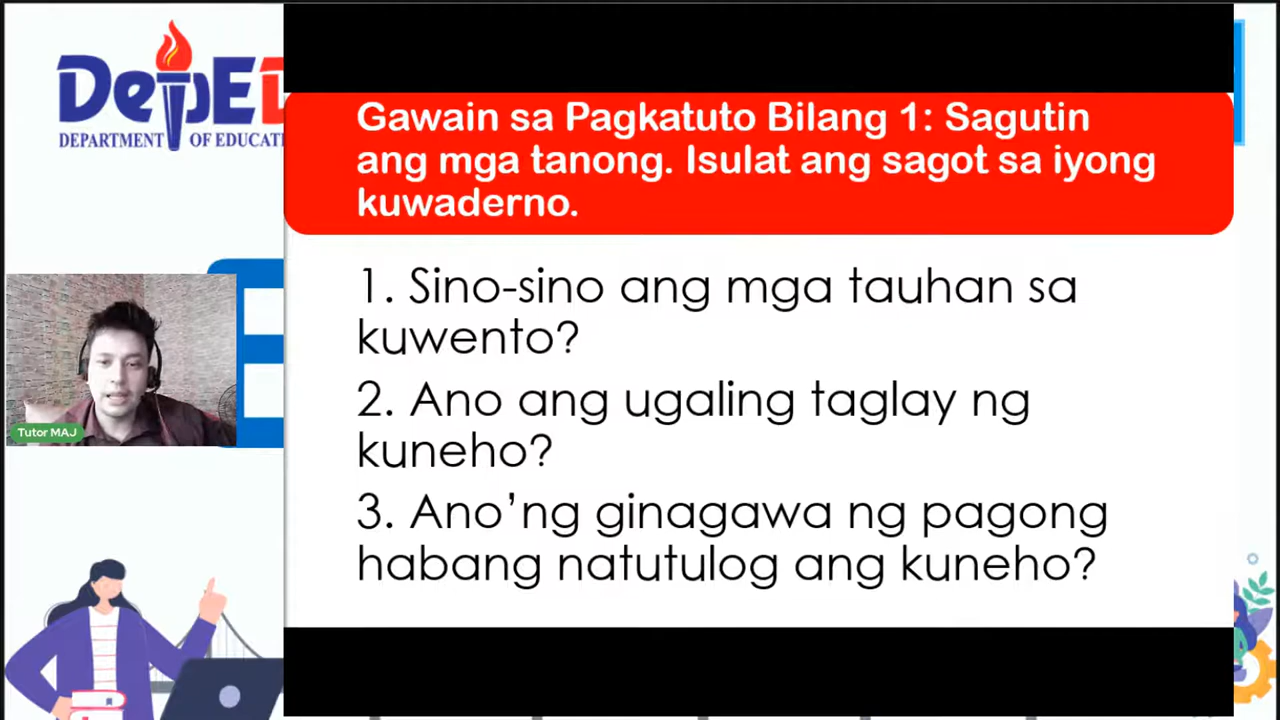 DepED
DEPARTMENT OF EDUCATI
Gawain sa Pagkatuto Bilang 1: Sagutin
ang mga tanong. Isulat ang sagot sa iyong
kuwaderno.
1. Sino-sino ang mga tauhan sa
kuwento?
2. Ano ang ugaling taglay ng
kuneho?
3. Ano’ng ginagawa ng pagong
habang natutulog ang kuneho?
Tutor MAJ